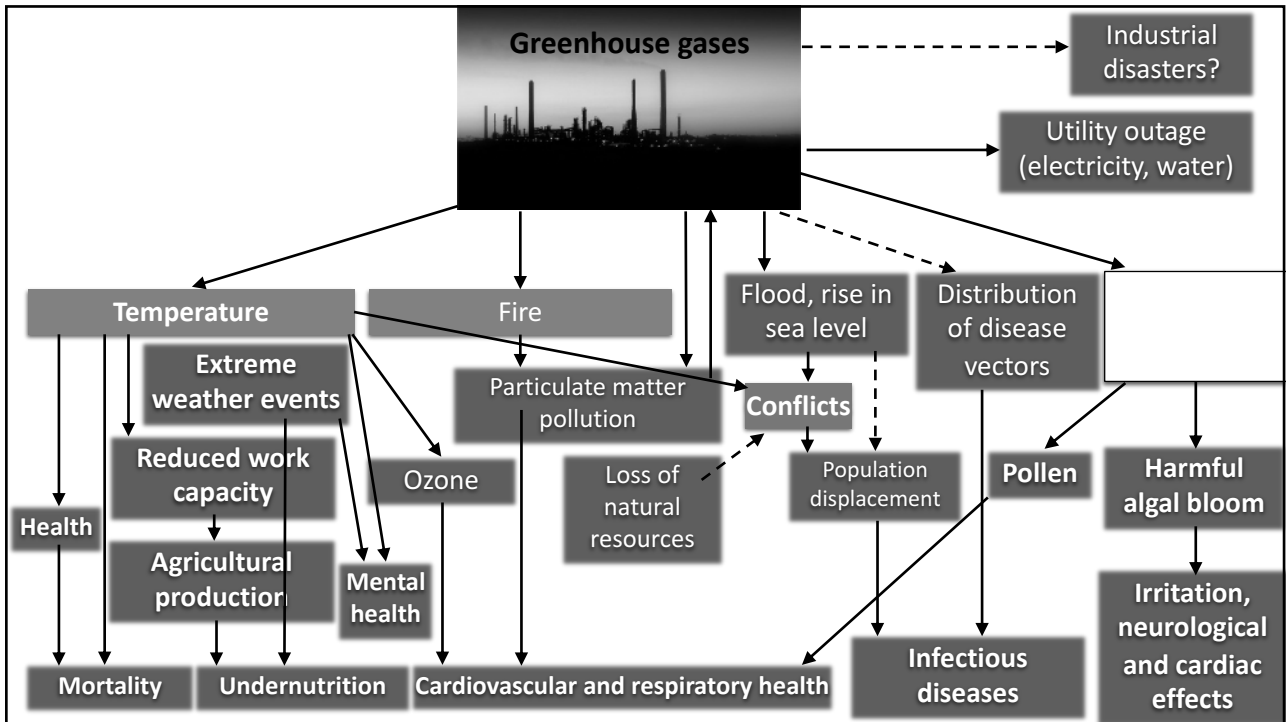 Greenhouse gases
Industrial
disasters?
Utility outage
(electricity, water)
Temperature
Fire
Flood, rise in
sea level
Distribution
of disease
vectors
Extreme
weather events
Particulate matter
pollution
Conflicts
Reduced work
capacity
Ozone
Loss of
natural
resources
Population
displacement
Pollen
Harmful
algal bloom
Health
Agricultural
production
Mental
health
Irritation,
neurological
and cardiac
effects
Mortality
Undernutrition
Cardiovascular and respiratory health
Infectious
diseases